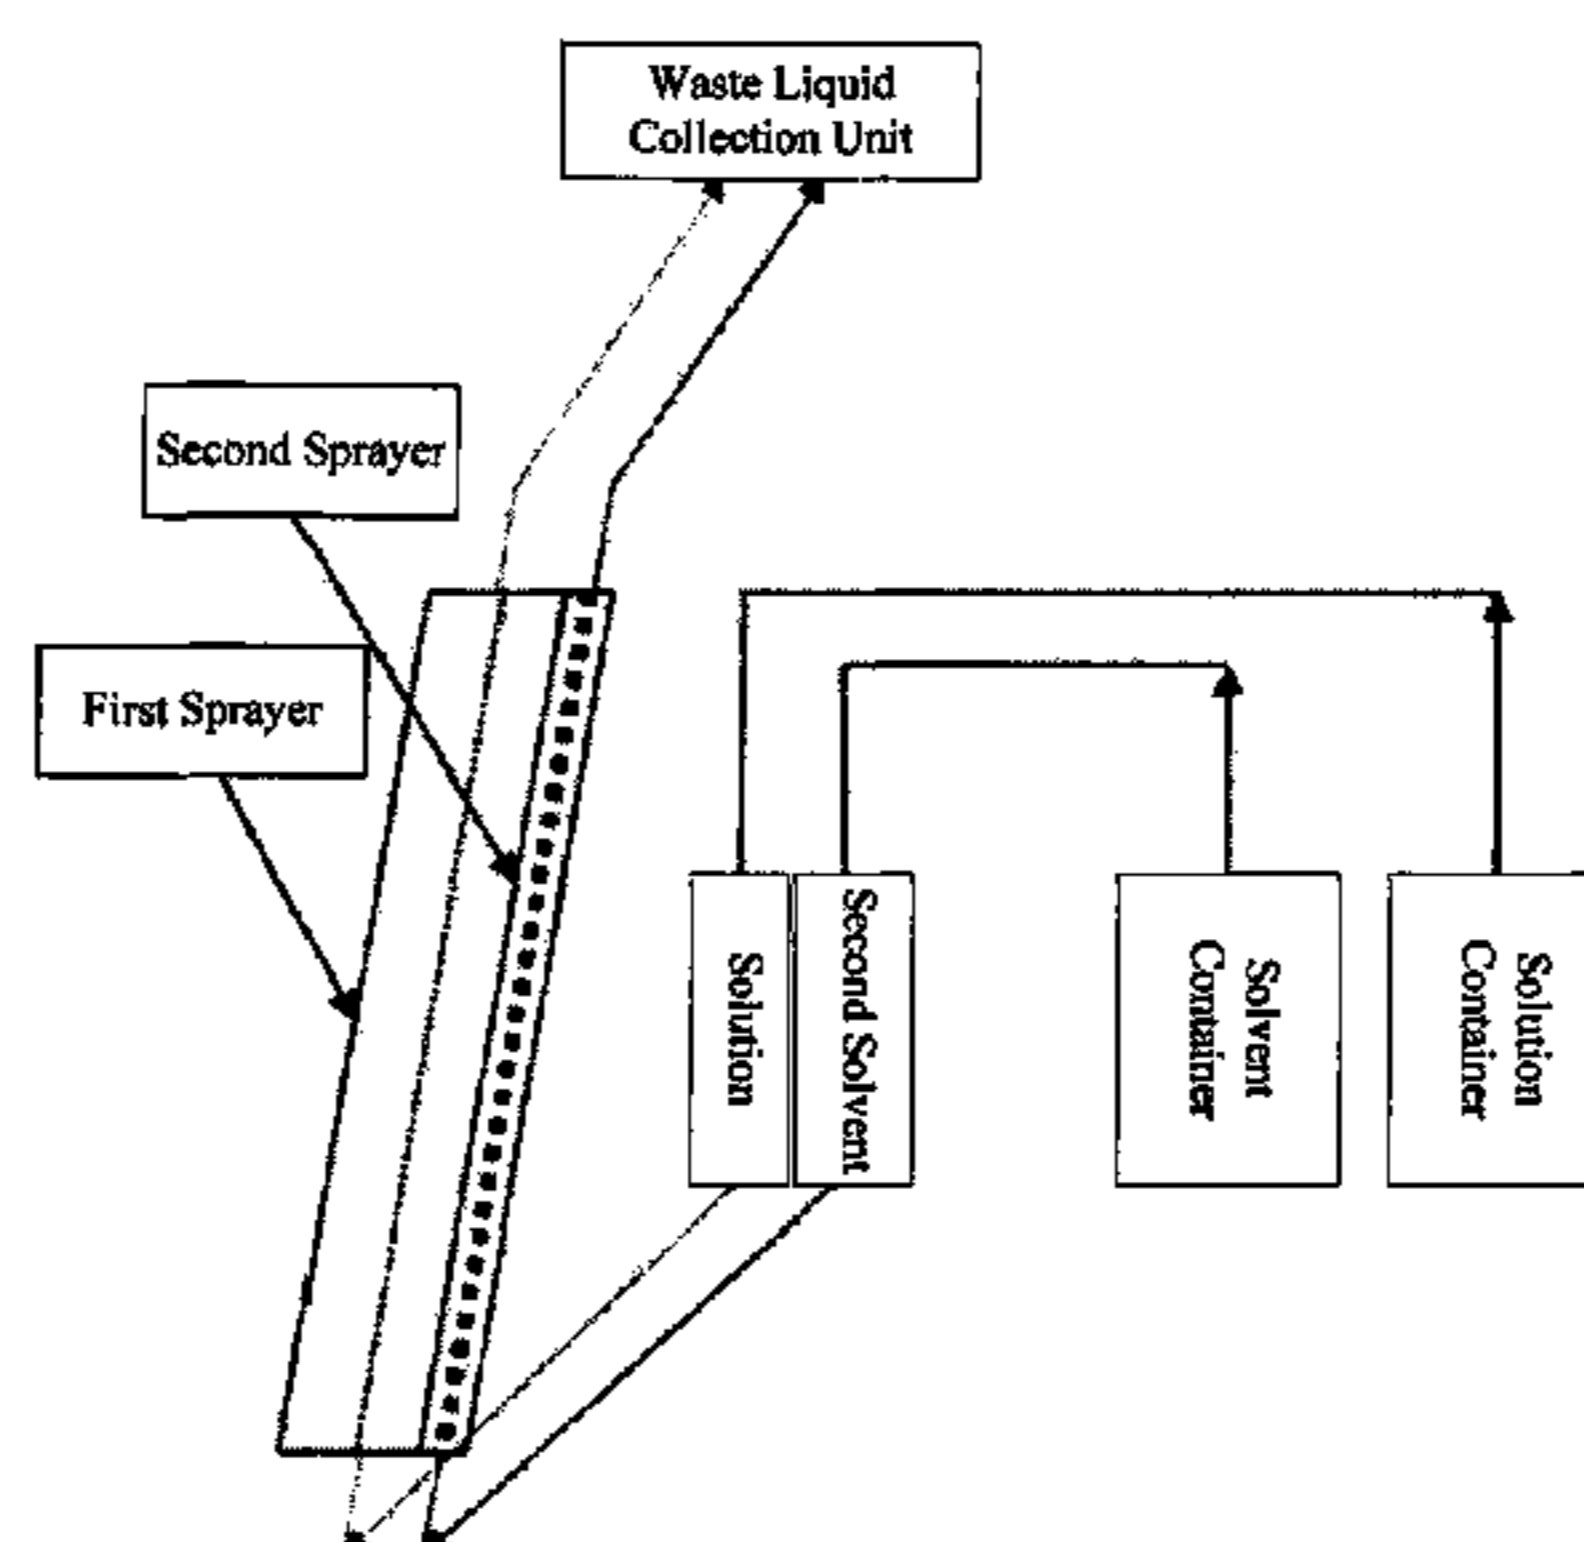 Waste Liquid
Collection Unit
Second Sprayer
First Sprayer
Solution
Second Solvent
Solvent
Container
Solution
Container